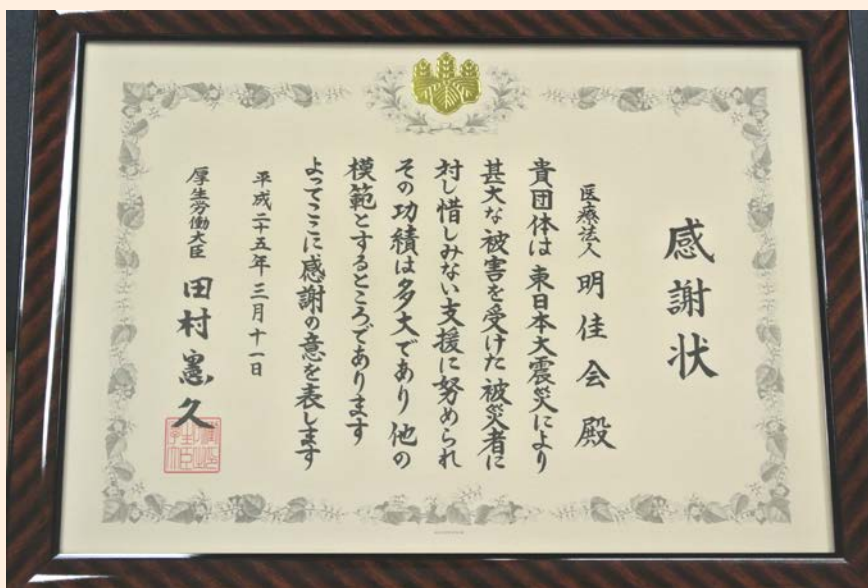 感謝状
医療法人 明佳会 殿
貴団体は東日本大震災により
甚大な被害を受けた被災者に
対し惜しみない支援に努められ
その功績は多大であり他の
模範とするところであります
よってここに感謝の意を表します
平成二十五年三月十一日
厚生労働大臣 田村憲久